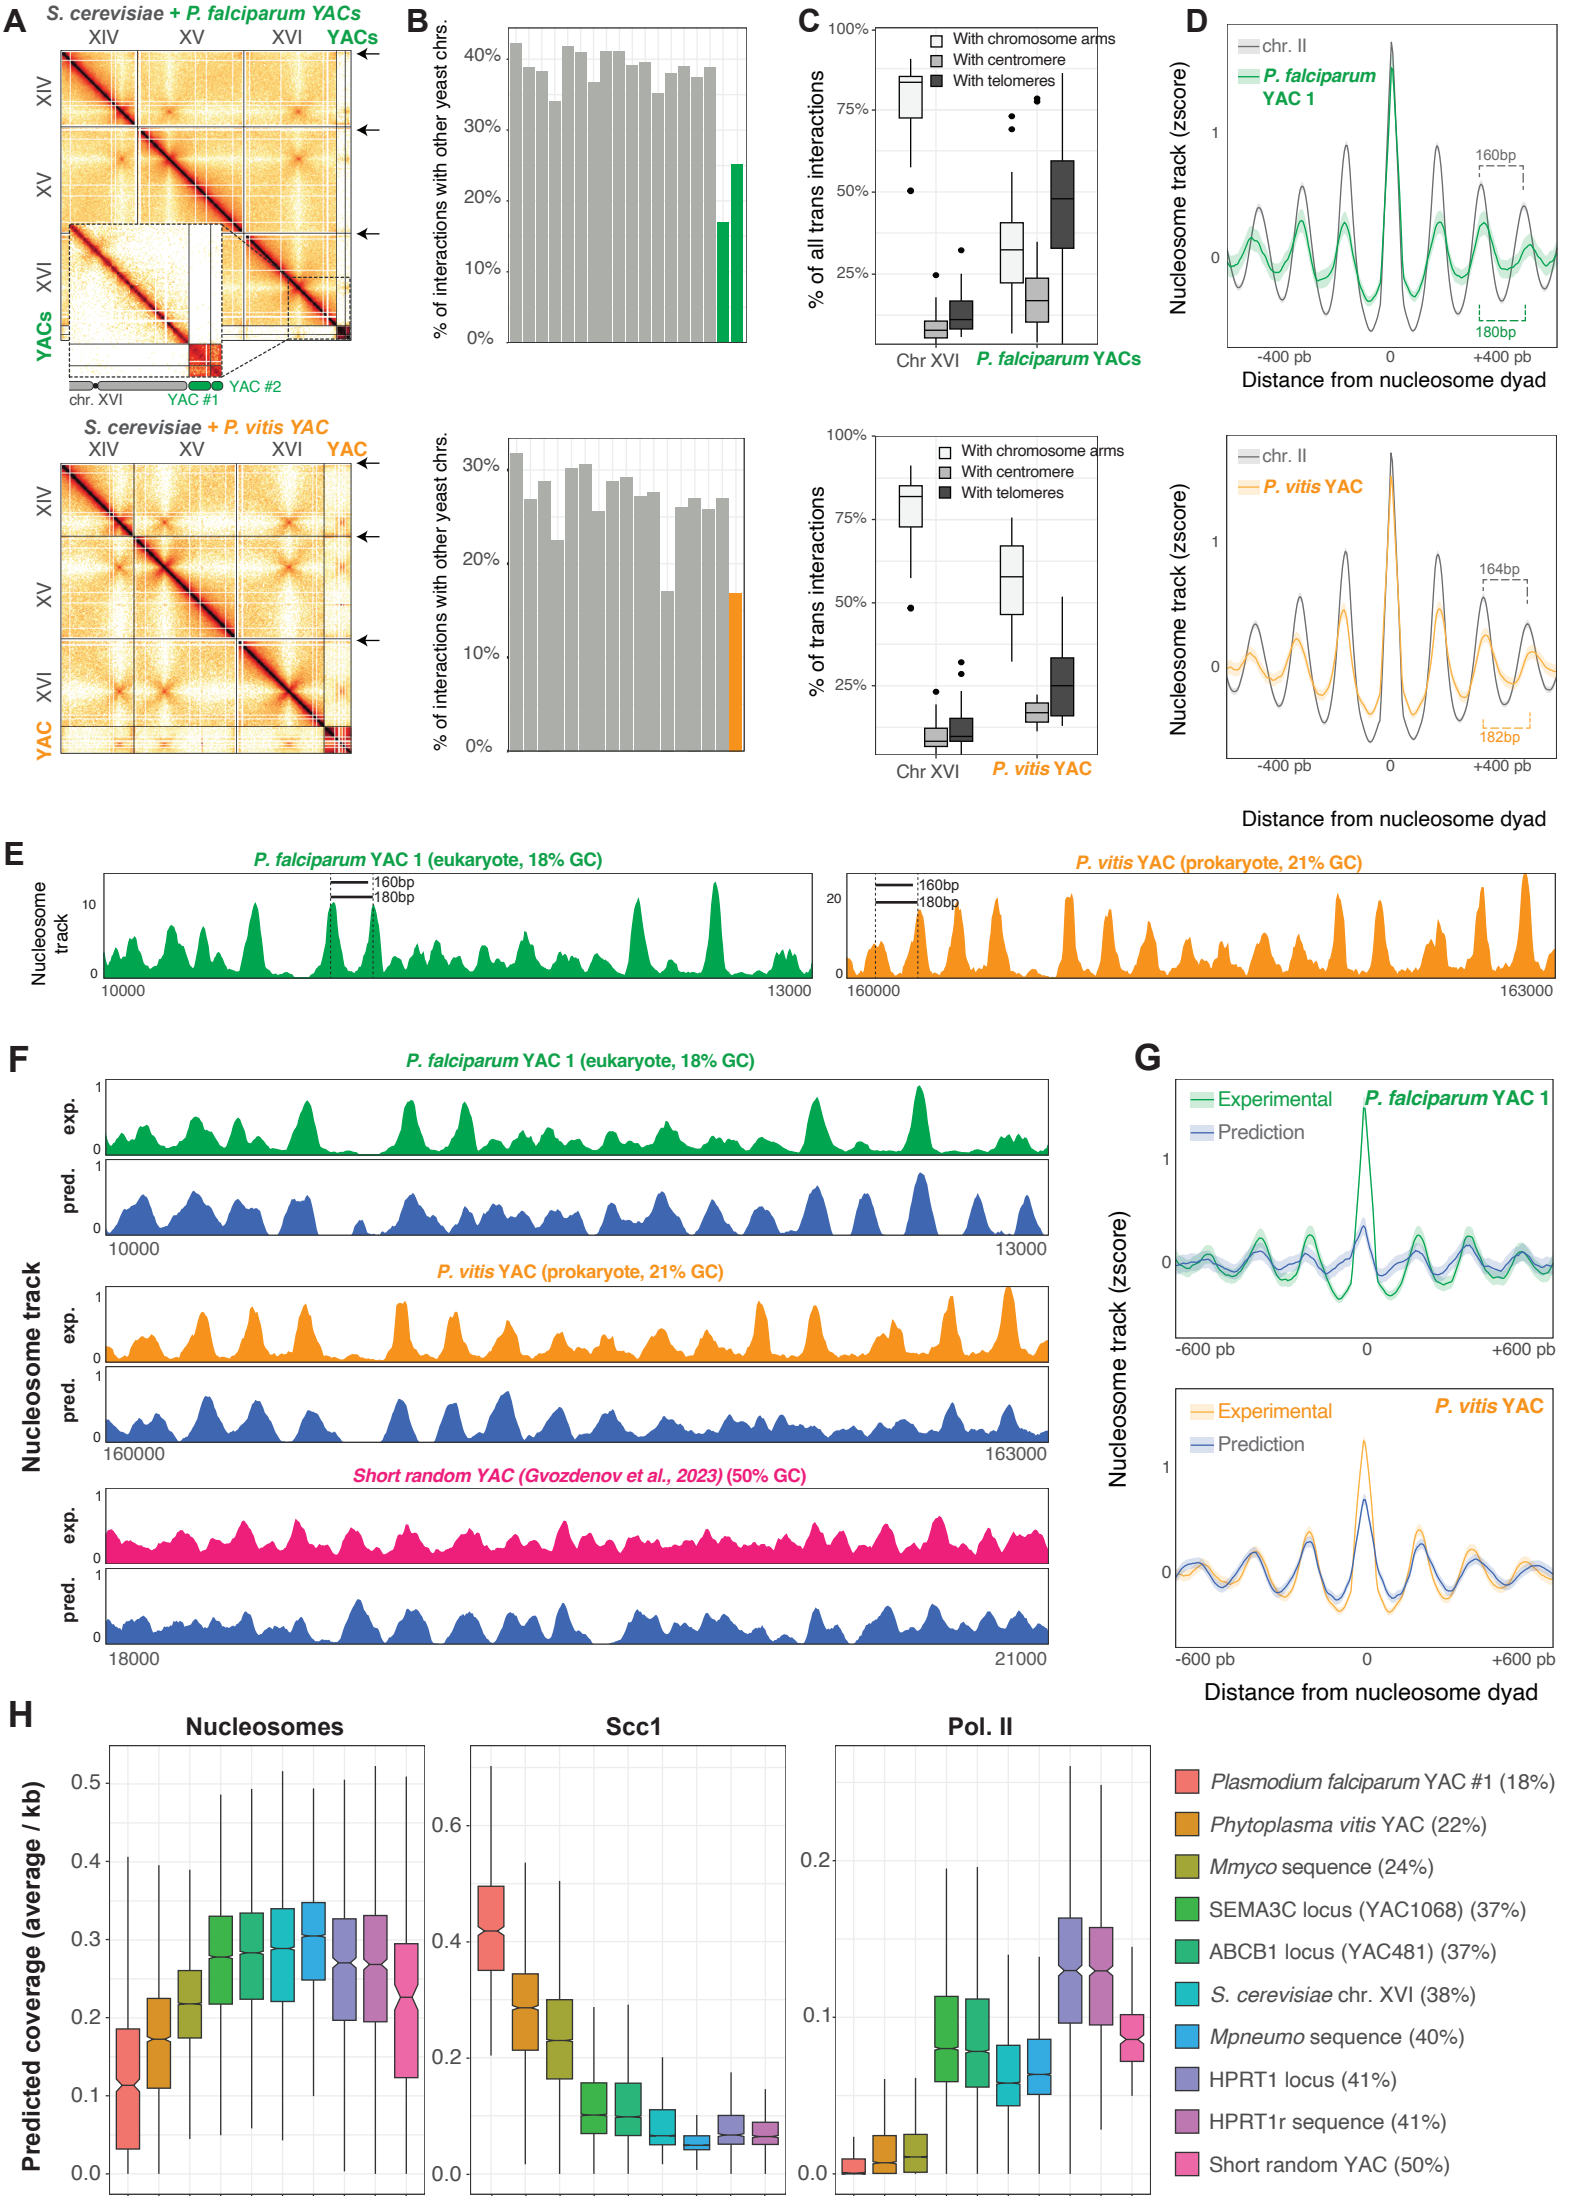 A
S. cerevisiae + P. falciparum YACs
XIV XV XVI YACs
XIV
XV
XVI
YACs
YAC #2
chr. XVI YAC #1
S. cerevisiae + P. vitis YAC
XIV XV XVI YAC
XIV
XV
XVI
YAC
B
% of interactions with other yeast chrs.
40%
30%
20%
10%
0%
% of interactions with other yeast chrs.
30%
20%
10%
0%
C
% of all trans interactions
100%
75%
50%
25%
With chromosome arms
With centromere
With telomeres
Chr XVI P. falciparum YACs
% of trans interactions
100%
75%
50%
25%
With chromosome arms
With centromere
With telomeres
Chr XVI P. vitis YAC
D
Nucleosome track (zscore)
chr. II
P. falciparum
YAC 1
1
0
160bp
180bp
-400 pb 0 +400 pb
Distance from nucleosome dyad
Nucleosome track (zscore)
chr. II
P. vitis YAC
1
0
164bp
182bp
-400 pb 0 +400 pb
Distance from nucleosome dyad
E
P. falciparum YAC 1 (eukaryote, 18% GC)
Nucleosome
track
10
0
160bp
180bp
10000 13000
P. vitis YAC (prokaryote, 21% GC)
20
0
160bp
180bp
160000 163000
F
Nucleosome track
P. falciparum YAC 1 (eukaryote, 18% GC)
exp.
1
0
pred.
1
0
10000 13000
P. vitis YAC (prokaryote, 21% GC)
exp.
1
0
pred.
1
0
160000 163000
Short random YAC (Gvozdenov et al., 2023) (50% GC)
exp.
1
0
pred.
1
0
18000 21000
G
Nucleosome track (zscore)
Experimental P. falciparum YAC 1
Prediction
1
0
-600 pb 0 +600 pb
Experimental P. vitis YAC
Prediction
1
0
-600 pb 0 +600 pb
Distance from nucleosome dyad
H
Predicted coverage (average / kb)
Nucleosomes
0.5
0.4
0.3
0.2
0.1
0.0
Scc1
0.6
0.4
0.2
0.0
Pol. II
0.2
0.1
0.0
Plasmodium falciparum YAC #1 (18%)
Phytoplasma vitis YAC (22%)
Mmyco sequence (24%)
SEMA3C locus (YAC1068) (37%)
ABCB1 locus (YAC481) (37%)
S. cerevisiae chr. XVI (38%)
Mpneumo sequence (40%)
HPRT1 locus (41%)
HPRT1r sequence (41%)
Short random YAC (50%)